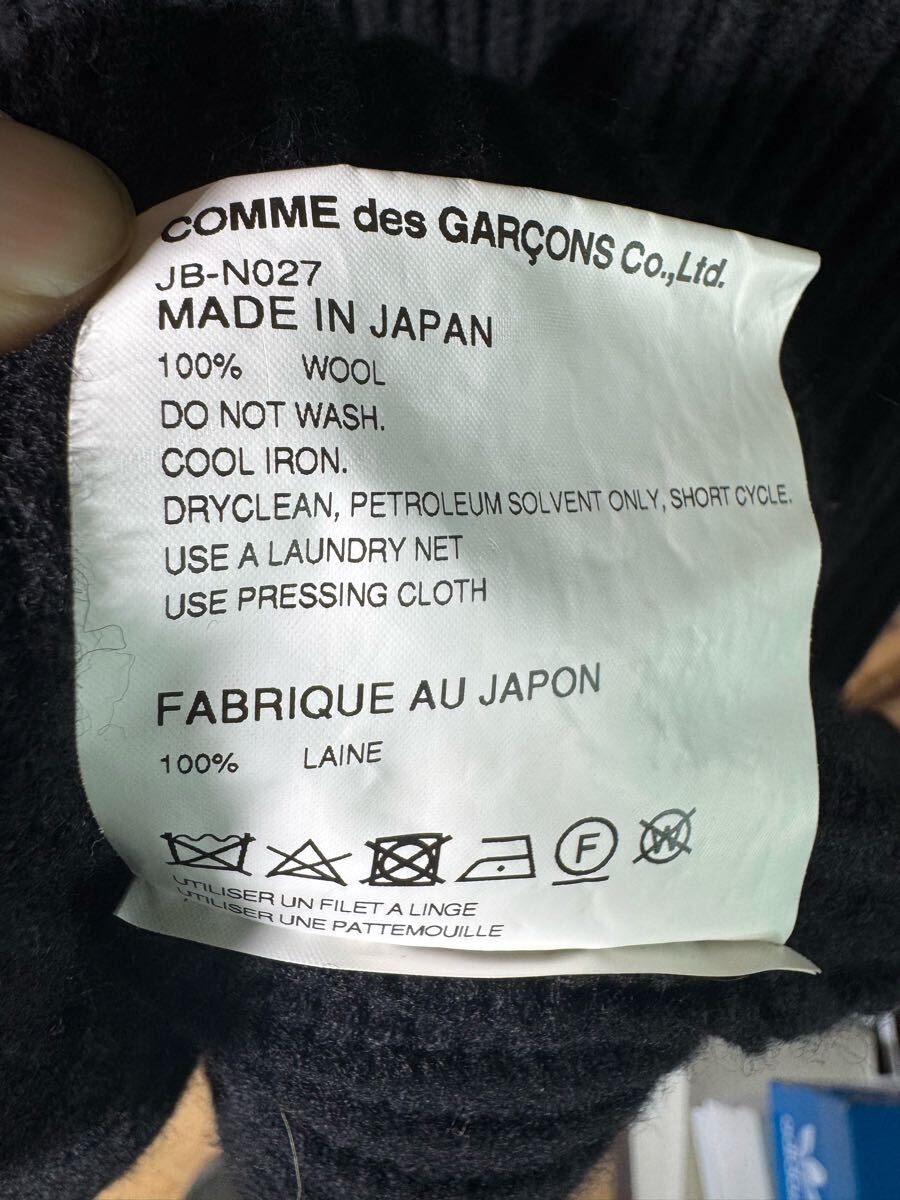 COMME des GARÇONS Co.,Ltd.
JB-N027
MADE IN JAPAN
100% WOOL
DO NOT WASH.
COOL IRON.
DRYCLEAN, PETROLEUM SOLVENT ONLY, SHORT CYCLE.
USE A LAUNDRY NET
USE PRESSING CLOTH
FABRIQUE AU JAPON
100% LAINE
F W
UTILISER UN FILET A LINGE
UTILISER UNE PATTEMOUILLE